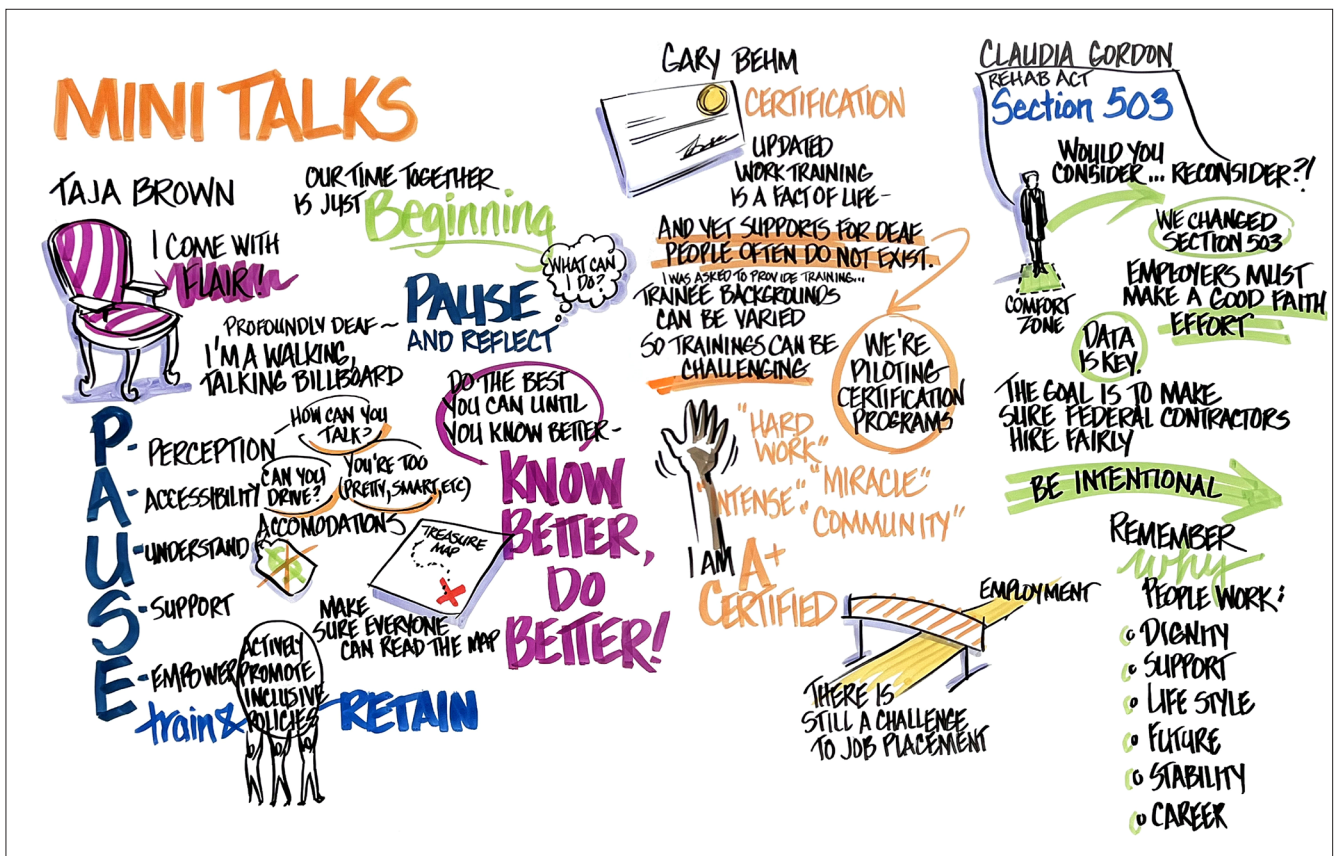 MINI TALKS
TAJA BROWN
OUR TIME TOGETHER
IS JUST Beginning
I COME WITH
FLAIR!
WHAT CAN
I DO?
PAUSE
AND REFLECT
PROFOUNDLY DEAF~
I'M A WALKING,
TALKING BILLBOARD
DO THE BEST
YOU CAN UNTIL
YOU KNOW BETTER~
KNOW
BETTER,
DO
BETTER!
P-PERCEPTION
HOW CAN YOU
TALK?
CAN YOU
DRIVE?
YOU'RE TOO
(PRETTY, SMART, ETC)
A-ACCESSIBILITY
ACCOMODATIONS
U-UNDERSTAND
S-SUPPORT
E-EMPOWER
TREASURE
MAP
MAKE
SURE EVERYONE
CAN READ THE MAP
ACTIVELY
PROMOTE
INCLUSIVE
POLICIES
train & RETAIN
GARY BEHM
CERTIFICATION
UPDATED
WORK TRAINING
IS A FACT OF LIFE~
AND YET SUPPORTS FOR DEAF
PEOPLE OFTEN DO NOT EXIST.
I WAS ASKED TO PROVIDE TRAINING...
TRAINEE BACKGROUNDS
CAN BE VARIED
SO TRAININGS CAN BE
CHALLENGING
WE'RE
PILOTING
CERTIFICATION
PROGRAMS
"HARD
WORK"
"INTENSE" "MIRACLE"
"COMMUNITY"
I AM A+
CERTIFIED
EMPLOYMENT
THERE IS
STILL A CHALLENGE
TO JOB PLACEMENT
CLAUDIA GORDON
REHAB ACT
Section 503
WOULD YOU
CONSIDER... RECONSIDER?!
WE CHANGED
SECTION 503
COMFORT
ZONE
EMPLOYERS MUST
MAKE A GOOD FAITH
EFFORT
DATA
IS KEY.
THE GOAL IS TO MAKE
SURE FEDERAL CONTRACTORS
HIRE FAIRLY
BE INTENTIONAL
REMEMBER
why
PEOPLE WORK:
DIGNITY
SUPPORT
LIFE STYLE
FUTURE
STABILITY
CAREER